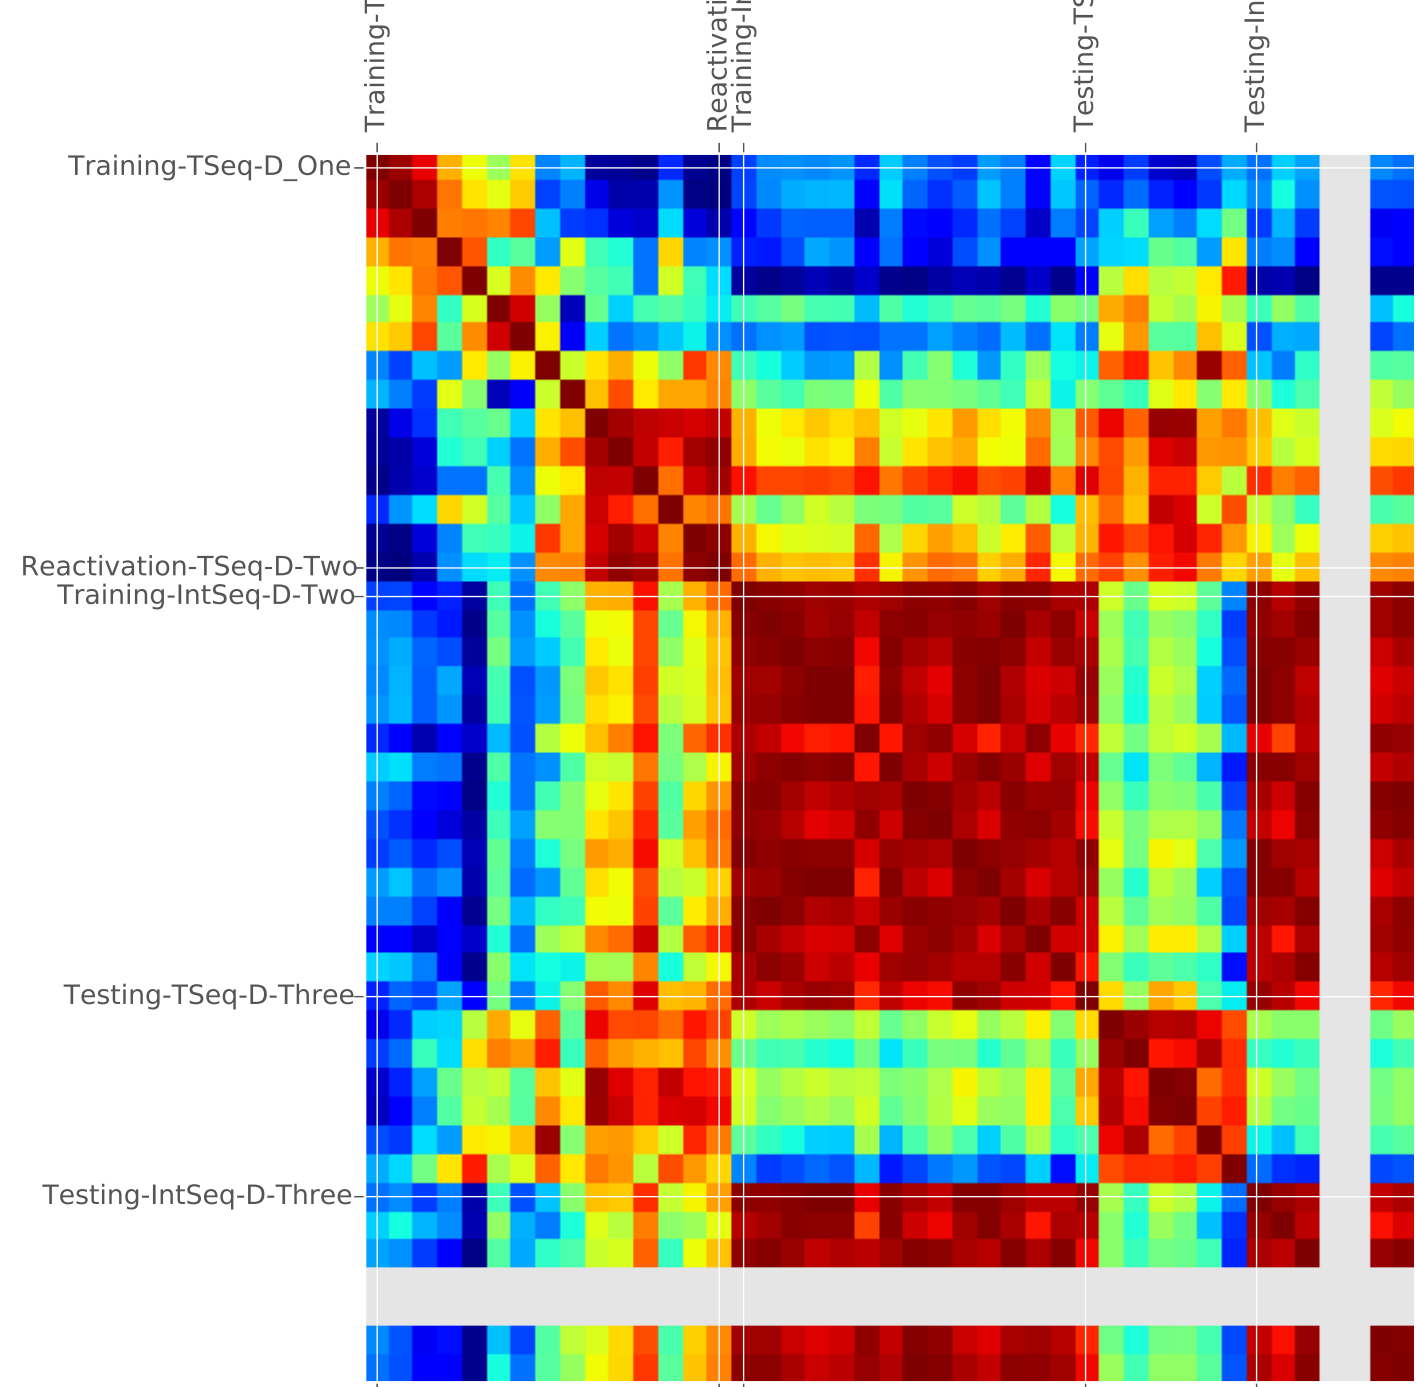 Training-T
Reactivati
Training-I
Testing-TS
Testing-In
Training-TSeq-D_One
Reactivation-TSeq-D-Two
Training-IntSeq-D-Two
Testing-TSeq-D-Three
Testing-IntSeq-D-Three